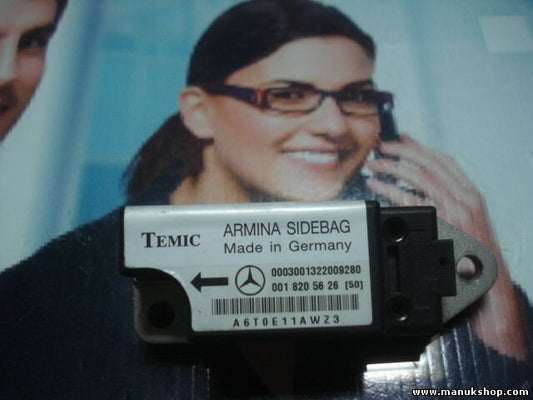 TEMIC
ARMINA SIDEBAG
Made in Germany
0003001322009280
001 820 56 26 [50]
A6T0E11AWZ3
www.manukshop.com